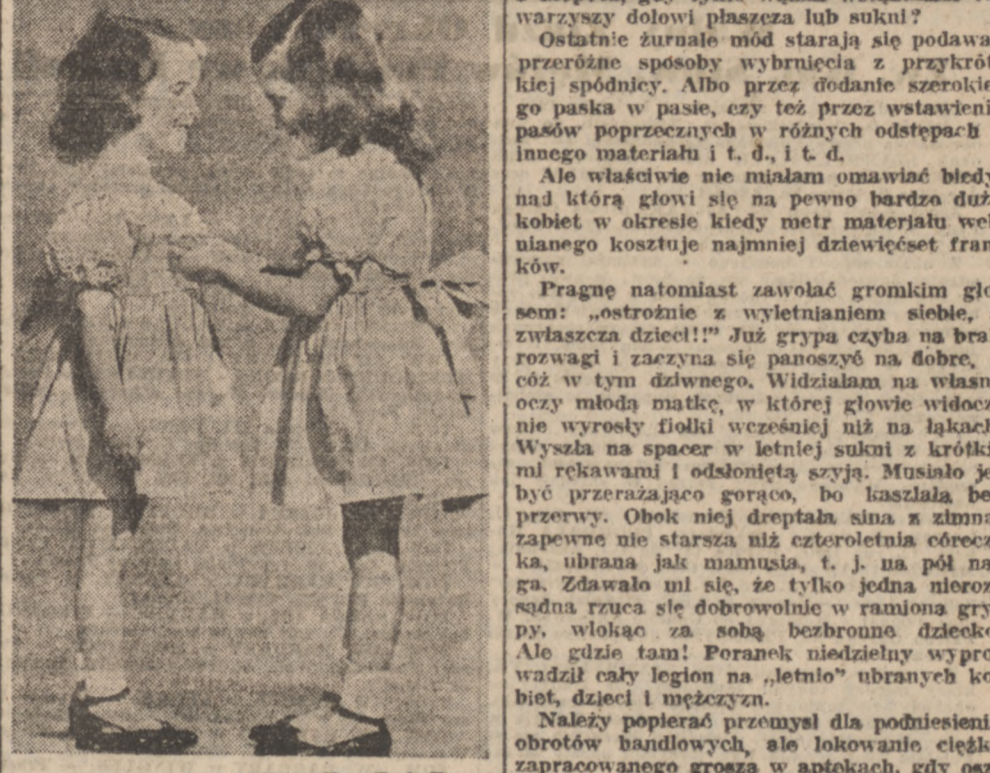 warzyszy dołowi płaszcza lub sukni?
Ostatnie żurnale mód starają się podawa
przeróżne sposoby wybrnięcia z przykrót
kiej spódnicy. Albo przez dodanie szerokie
go paska w pasie, czy też przez wstawieni
pasów poprzecznych w różnych odstępach
innego materiału i t. d., i t. d.
Ale właściwie nie miałam omawiać biedy
nad którą głowi się na pewno bardzo duż
kobiet w okresie kiedy metr materjału weł
nianego kosztuje najmniej dziewięćset fran
ków.
Pragnę natomiast zawołać gromkim gło
sem: „ostrożnie z wyletnianiem siebie,
zwłaszcza dzieci!!” Już grypa czyha na bra
rozwagi i zaczyna się panoszyć na dobre,
cóż w tym dziwnego. Widziałam na własn
oczy młodą matkę, w której głowie widocz
nie wyrosły fiołki wcześniej niż na łąkach
Wyszła na spacer w letniej sukni z krótki
mi rękawami i odsłoniętą szyją. Musiało je
być przerażająco gorąco, bo kaszlała be
przerwy. Obok niej dreptała sina z zimna
zapewne nie starsza niż czteroletnia córecz
ka, ubrana jak mamusia, t. j. na pół na
ga. Zdawało mi się, że tylko jedna nieroz
sądna rzuca się dobrowolnie w ramiona gry
py, wlokąc za sobą bezbronne dziecko
Ale gdzie tam! Poranek niedzielny wypro
wadził cały legion na „letnio” ubranych ko
biet, dzieci i mężczyzn.
Należy popierać przemysł dla podniesieni
obrotów handlowych, ale lokowanie ciężk
zapracowanego grosza w aptekach, gdy